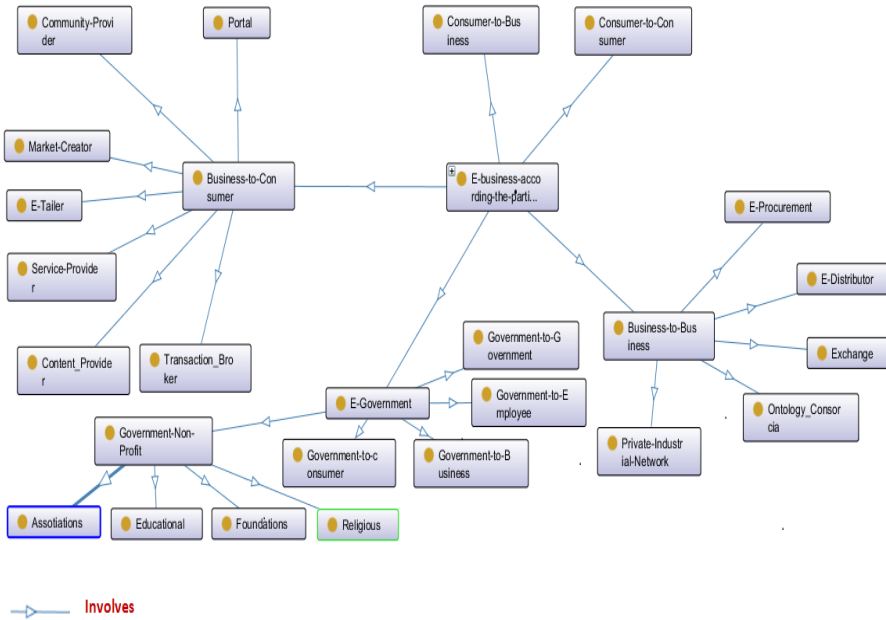 Community-Provi
der
Portal
Consumer-to-Bus
iness
Consumer-to-Con
sumer
Market-Creator
Business-to-Con
sumer
E-business-acco
rding-the-parti...
E-Tailer
E-Procurement
Service-Provide
r
E-Distributor
Business-to-Bus
iness
Exchange
Content_Provide
r
Transaction_Bro
ker
Government-to-G
overnment
E-Government
Government-to-E
mployee
Ontology_Consor
cia
Government-Non-
Profit
Government-to-c
onsumer
Government-to-B
usiness
Private-Industr
ial-Network
Assotiations
Educational
Foundations
Religious
Involves